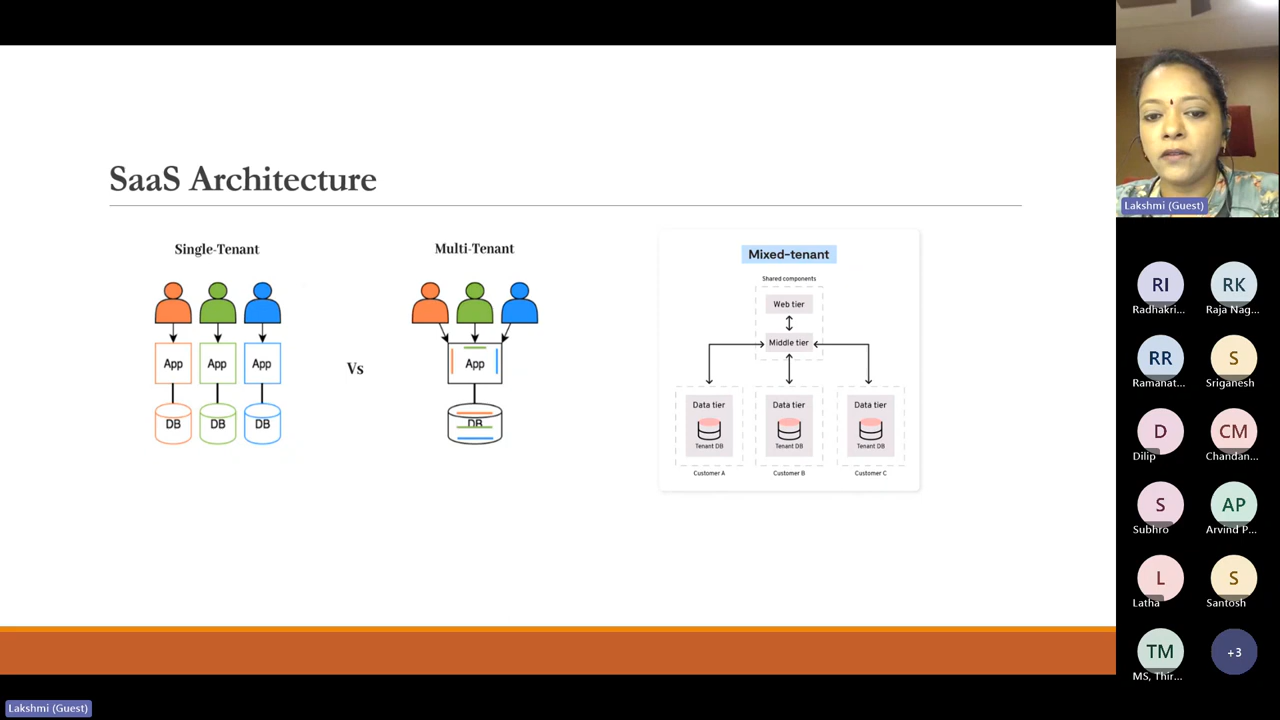 SaaS Architecture
Single-Tenant
App
App
App
DB
DB
DB
Vs
Multi-Tenant
App
DB
Mixed-tenant
Shared components
Web tier
Middle tier
Data tier
Data tier
Data tier
Tenant DB
Tenant DB
Tenant DB
Customer A
Customer B
Customer C
Lakshmi (Guest)
RI
RK
Radhakri...
Raja Nag...
RR
S
Ramanat...
Sriganesh
D
CM
Dilip
Chandan...
S
AP
Subhro
Arvind P...
L
S
Latha
Santosh
TM
+3
MS, Thir...
Lakshmi (Guest)